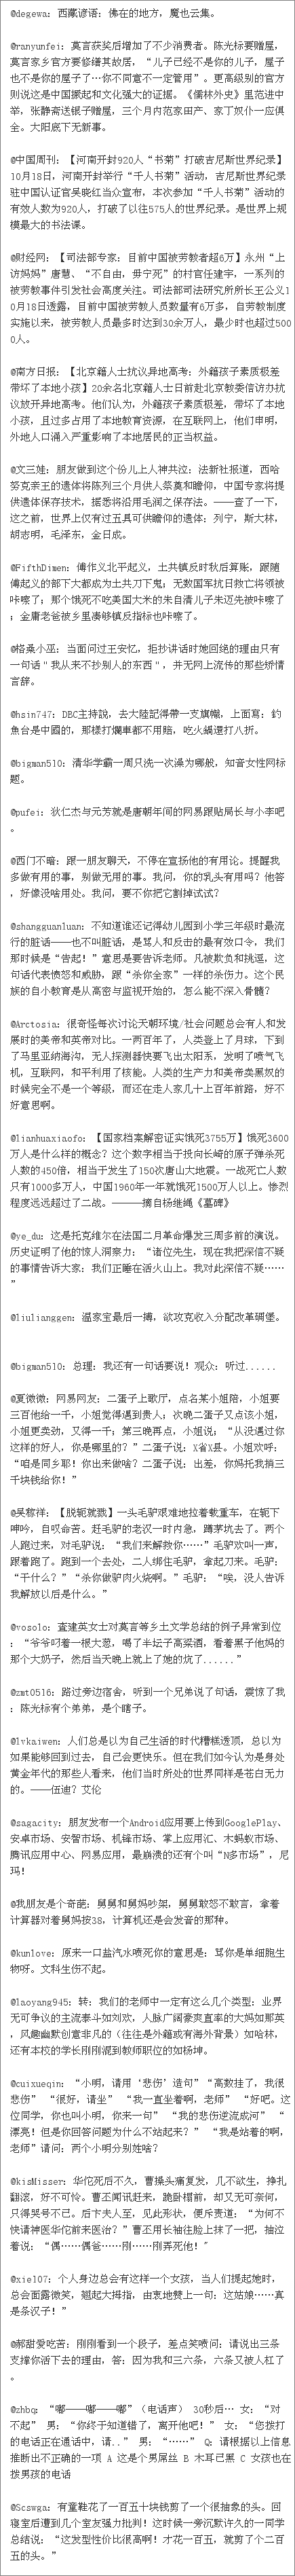 @degewa: 西藏谚语: 佛在的地方, 魔也云集。
@ranyunfei: 莫言获奖后增加了不少消费者。陈光标要赠屋,
莫言家乡官方要修缮其故居, “儿子已经不是你的儿子, 屋子
也不是你的屋子了…你不同意不一定管用”。更高级别的官方
则说这是中国撅起和文化强大的证据。《儒林外史》里范进中
举, 张静斋送银子赠屋, 三个月内范家田产、家丁奴仆一应俱
全。太阳底下无新事。
@中国周刊: 【河南开封920人“书菊”打破吉尼斯世界纪录】
10月18日, 河南开封举行“千人书菊”活动, 吉尼斯世界纪录
驻中国认证官吴晓红当众宣布, 本次参加“千人书菊”活动的
有效人数为920人, 打破了以往575人的世界纪录。是世界上规
模最大的书法课。
@财经网: 【司法部专家: 目前中国被劳教者超6万】永州“上
访妈妈”唐慧、“不自由, 毋宁死”的村官任建宇, 一系列的
被劳教事件引发社会高度关注。司法部司法研究所所长王公义1
0月18日透露, 目前中国被劳教人员数量有6万多, 自劳教制度
实施以来, 被劳教人员最多时达到30余万人, 最少时也超过500
0人。
@南方日报: 【北京籍人士抗议异地高考: 外籍孩子素质极差
带坏了本地小孩】20余名北京籍人士日前赴北京教委信访办抗
议放开异地高考。他们认为, 外籍孩子素质极差, 带坏了本地
小孩, 且过多占用了本地教育资源, 在互联网上, 他们申明,
外地人口涌入严重影响了本地居民的正当权益。
@文三娃: 朋友做到这个份儿上人神共泣: 法新社报道, 西哈
努克亲王的遗体将陈列三个月供人祭奠和瞻仰, 中国专家将提
供遗体保存技术, 据悉将沿用毛润之保存法。——查了一下,
这之前, 世界上仅有过五具可供瞻仰的遗体: 列宁, 斯大林,
胡志明, 毛泽东, 金日成。
@FifthDimen: 傅作义北平起义, 土共镇反时秋后算账, 跟随
傅起义的部下大都成为土共刀下鬼; 无数国军抗日救亡将领被
咔嚓了; 那个饿死不吃美国大米的朱自清儿子朱迈先被咔嚓了
; 金庸老爸被乡里凑够镇反指标也咔嚓了。
@格桑小巫: 当面问过王安忆, 拒抄讲话时她回绝的理由只有
一句话＂我从来不抄别人的东西＂, 并无网上流传的那些矫情
言辞。
@hsin747: DBC主持說, 去大陸記得帶一支旗幟, 上面寫: 釣
魚台是中國的, 那樣打爛車都不用賠, 吃火鍋還打八折。
@bigman510: 清华学霸一周只洗一次澡为哪般, 知音女性网标
题。
@pufei: 狄仁杰与元芳就是唐朝年间的网易跟贴局长与小李吧
。
@西门不暗: 跟一朋友聊天, 不停在宣扬他的有用论。提醒我
多做有用的事, 别做无用的事。我问, 你的乳头有用吗? 他答
, 好像没啥用处。我问, 要不你把它割掉试试?
@shangguanluan: 不知道谁还记得幼儿园到小学三年级时最流
行的脏话——也不叫脏话, 是骂人和反击的最有效口令, 我们
那时候是“告起!”意思是要告诉老师。凡被欺负和挑逗, 这
句话代表愤怒和威胁, 跟“杀你全家”一样的杀伤力。这个民
族的自小教育是从高密与监视开始的, 怎么能不深入骨髓?
@Arctosia: 很奇怪每次讨论天朝环境/社会问题总会有人和发
展时的美帝和英帝对比。一两百年了, 人类登上了月球, 下到
了马里亚纳海沟, 无人探测器快要飞出太阳系, 发明了喷气飞
机, 互联网, 和平利用了核能。人类的生产力和美帝卖黑奴的
时候完全不是一个等级, 而还在走人家几十上百年前路, 好不
好意思啊。
@lianhuaxiaofo: 【国家档案解密证实饿死3755万】饿死3600
万人是什么样的概念? 这个数字相当于投向长崎的原子弹杀死
人数的450倍, 相当于发生了150次唐山大地震。一战死亡人数
只有1000多万人, 中国1960年一年就饿死1500万人以上。惨烈
程度远远超过了二战。———摘自杨继绳《墓碑》
@ye_du: 这是托克维尔在法国二月革命爆发三周多前的演说。
历史证明了他的惊人洞察力: “诸位先生, 现在我把深信不疑
的事情告诉大家: 我们正睡在活火山上。我对此深信不疑……
”
@liulianggen: 温家宝最后一搏, 欲攻克收入分配改革碉堡。
@bigman510: 总理: 我还有一句话要说! 观众: 听过......
@夏微微: 网易网友: 二蛋子上歌厅, 点名某小姐陪, 小姐要
三百他给一千, 小姐觉得遇到贵人; 次晚二蛋子又点该小姐,
小姐更卖劲, 又得一千; 第三晚再点, 小姐说; “从没遇过你
这样的好人, 你是哪里的? ”二蛋子说: X省X县。小姐欢呼:
“咱是同乡耶! 你出来做啥? 二蛋子说: 出差, 你妈托我捎三
千块钱给你! ”
@吴稼祥: 【脱轭就戮】一头毛驴艰难地拉着载重车, 在轭下
呻吟, 自叹命苦。赶毛驴的老汉一时内急, 蹲茅坑去了。两个
人跑过来, 对毛驴说: “我们来解救你……”毛驴欢叫一声,
跟着跑了。跑到一个去处, 二人绑住毛驴, 拿起刀来。毛驴:
“干什么? ”“杀你做驴肉火烧啊。”毛驴: “唉, 没人告诉
我解放以后是什么。”
@vosolo: 查建英女士对莫言等乡土文学总结的例子异常到位
: “爷爷叼着一根大葱, 喝了半坛子高粱酒, 看着黑子他妈的
那个大奶子, 然后当天晚上就上了她的炕了......”
@zmt0516: 路过旁边宿舍, 听到一个兄弟说了句话, 震惊了我
: 陈光标有个弟弟, 是个瞎子。
@lvkaiwen: 人们总是以为自己生活的时代糟糕透顶, 总以为
如果能够回到过去, 自己会更快乐。但在我们如今认为是身处
黄金年代的那些人看来, 他们当时所处的世界同样是苍白无力
的。——伍迪? 艾伦
@sagacity: 朋友发布一个Android应用要上传到GooglePlay、
安卓市场、安智市场、机锋市场、掌上应用汇、木蚂蚁市场、
腾讯应用中心、网易应用, 最崩溃的还有个叫“N多市场”, 尼
玛!
@我朋友是个奇葩: 舅舅和舅妈吵架, 舅舅敢怒不敢言, 拿着
计算器对着舅妈按38, 计算机还是会发音的那种。
@kunlove: 原来一口盐汽水喷死你的意思是: 骂你是单细胞生
物呀。文科生伤不起。
@laoyang945: 转: 我们的老师中一定有这么几个类型: 业界
无可争议的主流泰斗如刘欢, 人脉广阔豪爽直率的大妈如那英
, 风趣幽默创意非凡的 (往往是外籍或有海外背景) 如哈林,
还有本校的学长刚刚混到教师职位的如杨坤。
@cuixueqin: “小明, 请用‘悲伤’造句”“高数挂了, 我很
悲伤” “很好, 请坐” “我一直坐着啊, 老师” “好吧。这
位同学, 你也叫小明, 你来一句” “我的悲伤逆流成河” “
漂亮! 但是你回答问题为什么不站起来? ” “我是站着的啊,
老师”请问: 两个小明分别姓啥?
@kisMisser: 华佗死后不久, 曹操头痛复发, 几不欲生, 挣扎
翻滚, 好不可怜。曹丕闻讯赶来, 跪卧榻前, 却又无可奈何,
只得哭号不已。后卞夫人至, 见此形状, 便斥责道: “为何不
快请神医华佗前来医治? ”曹丕用长袖往脸上抹了一把, 抽泣
着说: “偶……偶爸……刚……刚弄死他! ”
@xie107: 个人身边总会有这样一个女孩, 当人们提起她时,
总会面露微笑, 翘起大拇指, 由衷地赞上一句: 这姑娘……真
是条汉子! ”
@郝甜爱吃苦: 刚刚看到一个段子, 差点笑喷问: 请说出三条
支撑你活下去的理由, 答: 因为我和三六条, 六条又被人杠了
。
@zhbq: “嘟——嘟——嘟” (电话声) 30秒后… 女: “对
不起” 男: “你终于知道错了, 离开他吧! ” 女: “您拨打
的电话正在通话中, 请..” 男: “……” Q: 请根据以上信息
推断出不正确的一项 A 这是个男屌丝 B 木耳已黑 C 女孩也在
拨男孩的电话
@Scswga: 有童鞋花了一百五十块钱剪了一个很抽象的头。回
寝室后遭到几个室友强力批判! 这时候一旁沉默许久的一同学
总结说: “这发型性价比很高啊! 才花一百五, 就剪了个二百
五的头。”